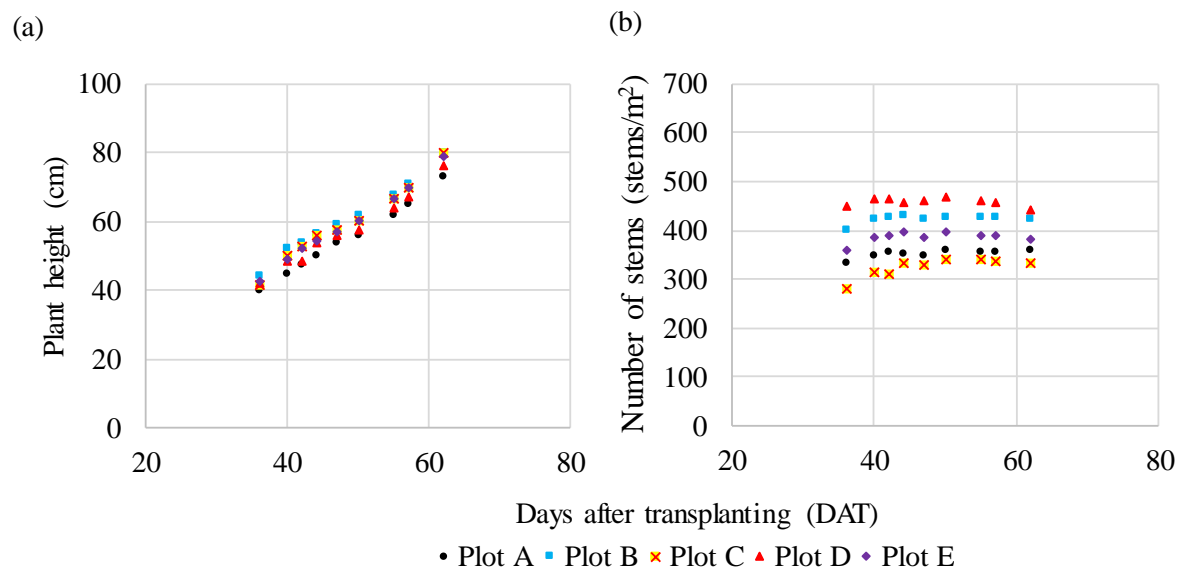 (a)
100
80
60
40
20
0
Plant height (cm)
20 40 60 80
(b)
700
600
500
400
300
200
100
0
Number of stems (stems/m²)
20 40 60 80
Days after transplanting (DAT)
Plot A Plot B Plot C Plot D Plot E